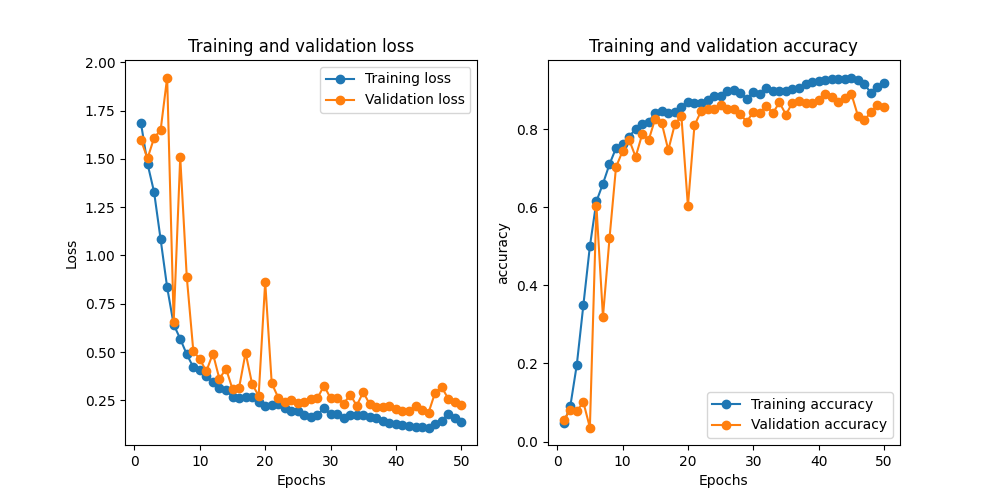 Training and validation loss
Training loss
Validation loss
2.00
1.75
1.50
1.25
1.00
0.75
0.50
0.25
Loss
0 10 20 30 40 50
Epochs
Training and validation accuracy
0.8
0.6
0.4
0.2
0.0
accuracy
Training accuracy
Validation accuracy
0 10 20 30 40 50
Epochs